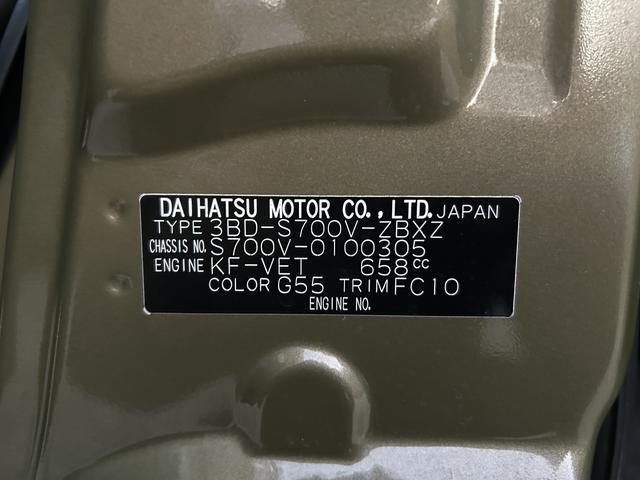 DAIHATSU MOTOR CO., LTD. JAPAN
TYPE 3BD-S700V-ZBXZ
CHASSIS NO. S700V-0100305
ENGINE KF-VET 658cc
COLOR G55 TRIM FC10
ENGINE NO.